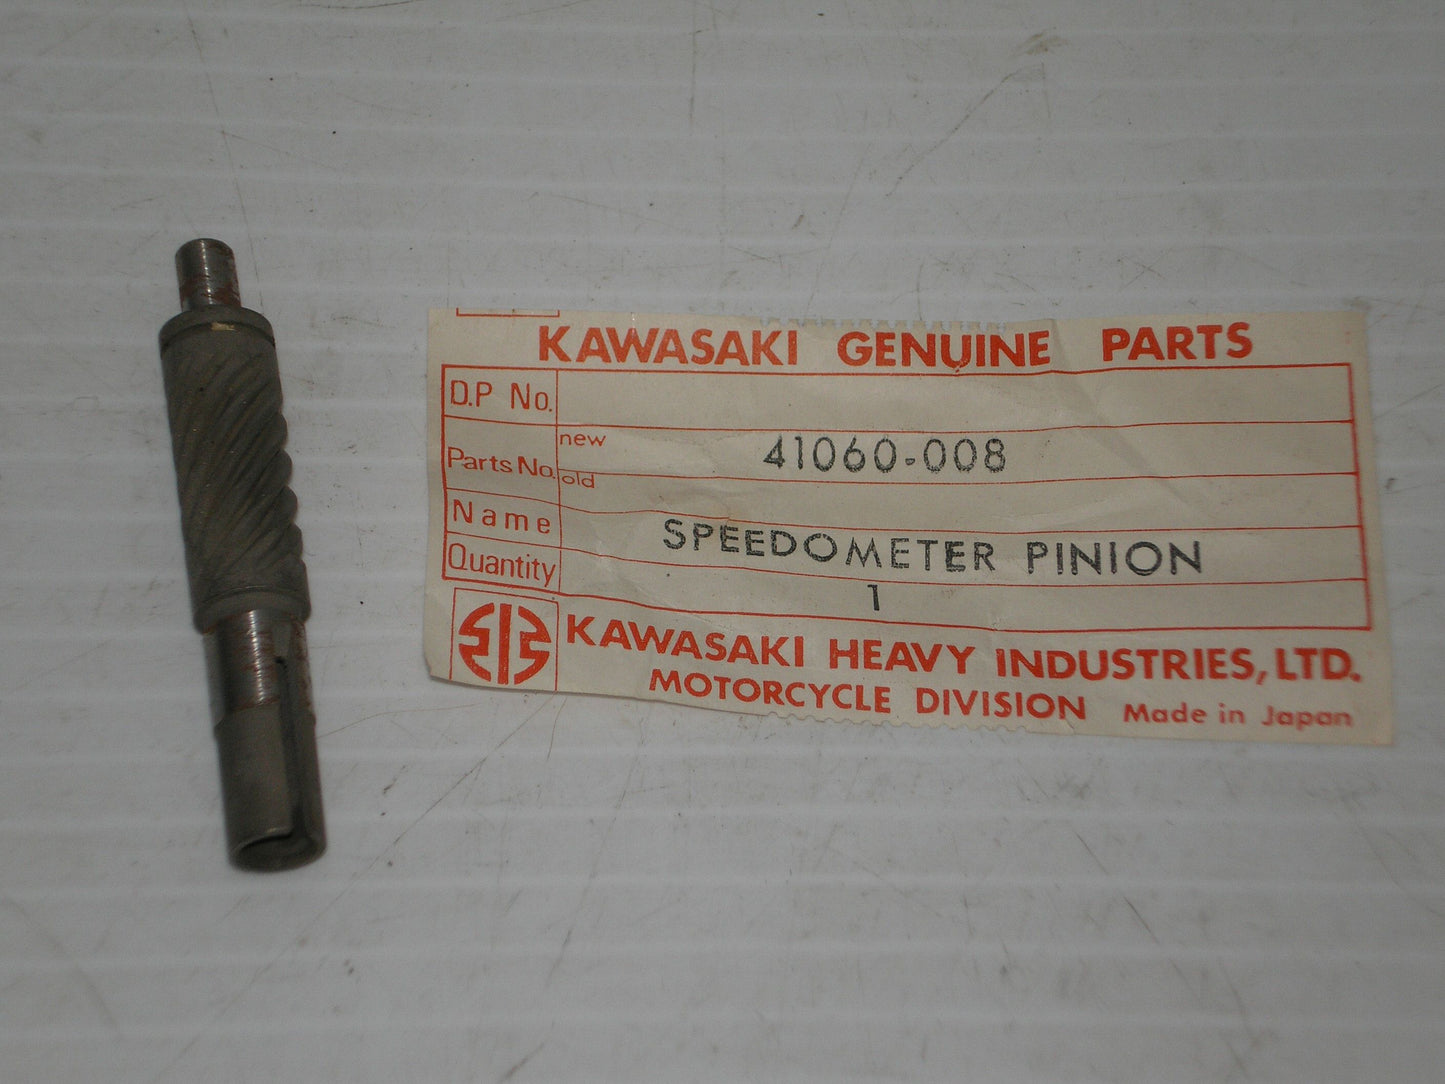 KAWASAKI GENUINE PARTS
D.P No.
Parts No. new 41060-008
old
Name SPEEDOMETER PINION
Quantity 1
KAWASAKI HEAVY INDUSTRIES, LTD.
MOTORCYCLE DIVISION Made in Japan